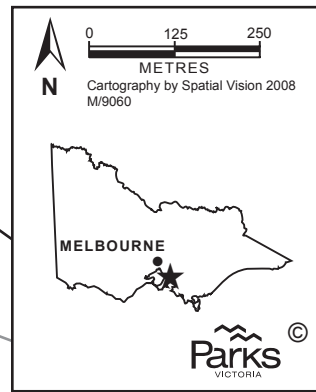 0 125 250
METRES
N
Cartography by Spatial Vision 2008
M/9060
MELBOURNE
©
Parks
VICTORIA